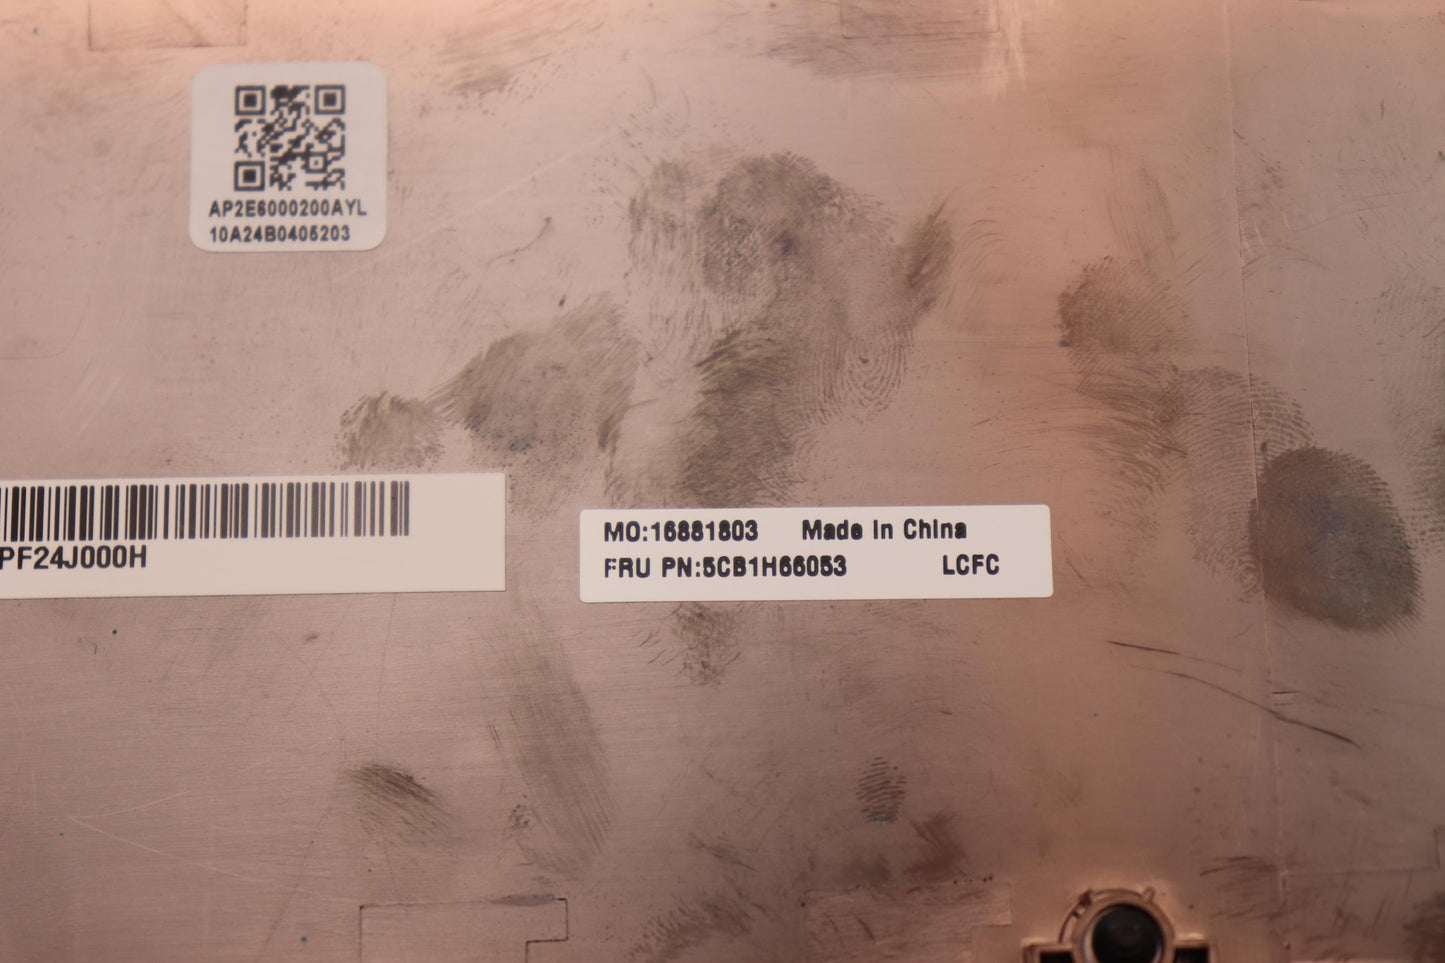 AP2E6000200AYL
10A24B0405203
PF24J000H
MO:16881803 Made In China
FRU PN:5CB1H66053 LCFC